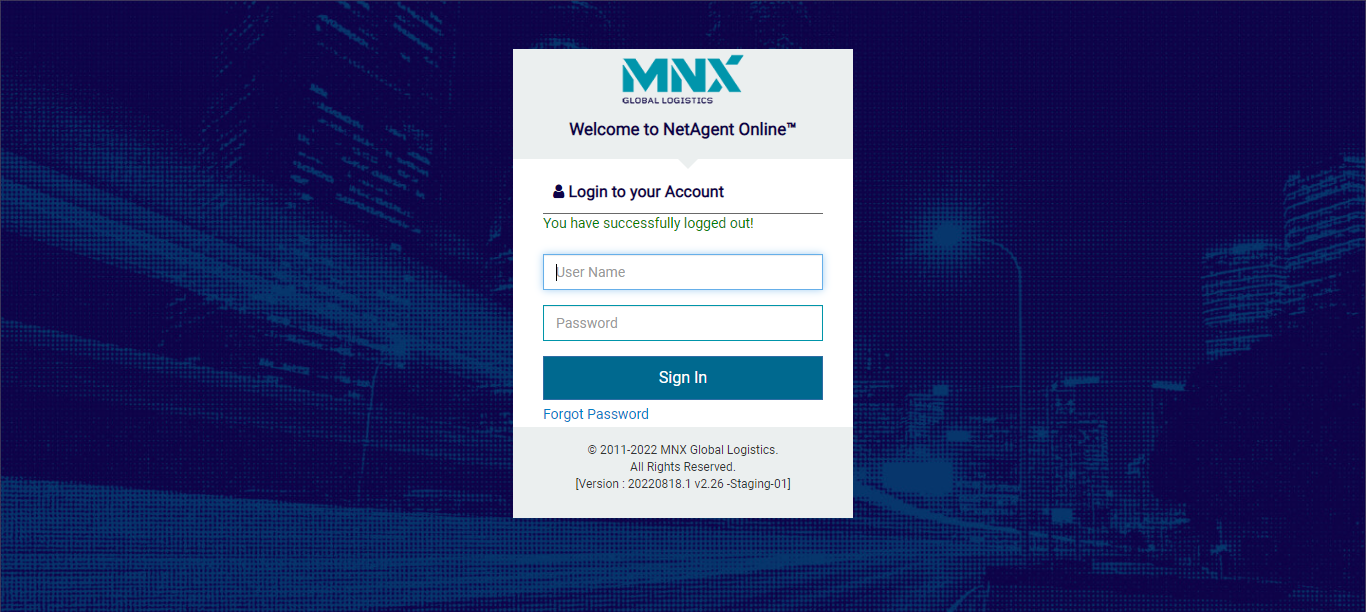 MNX
GLOBAL LOGISTICS
Welcome to NetAgent Online™
Login to your Account
You have successfully logged out!
User Name
Password
Sign In
Forgot Password
© 2011-2022 MNX Global Logistics.
All Rights Reserved.
[Version : 20220818.1 v2.26 -Staging-01]